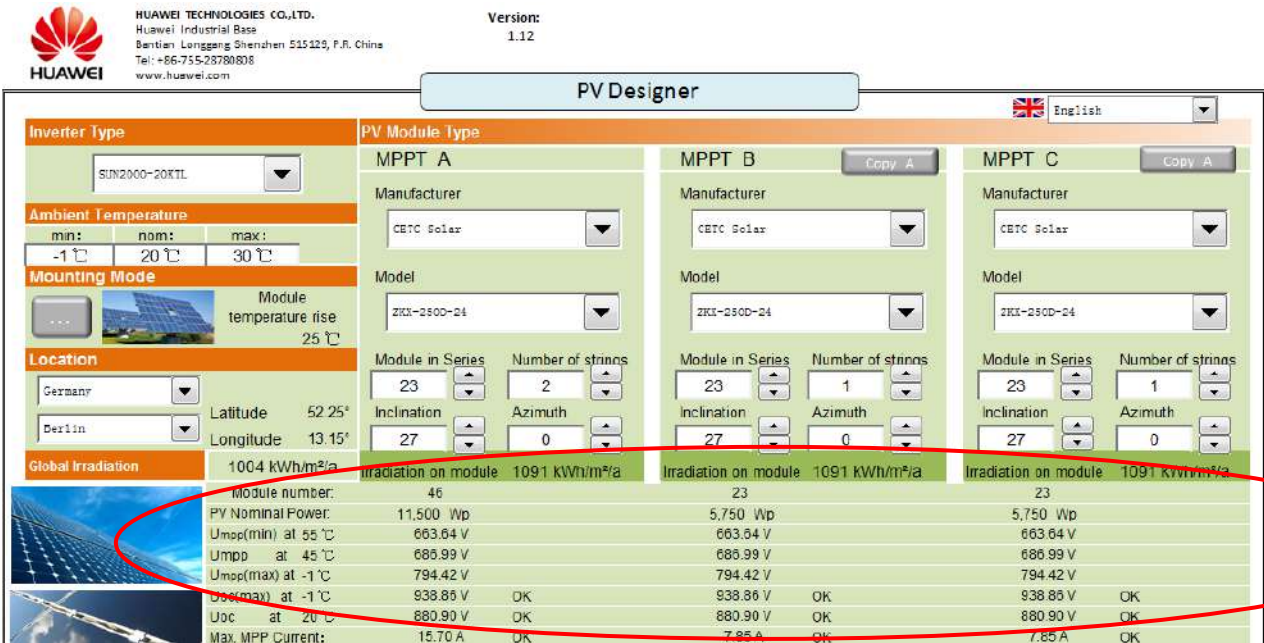 HUAWEI TECHNOLOGIES CO.,LTD.
Huawei Industrial Base
Bantian Longgang Shenzhen 515129, P.R. China
Tel: +86-755-28780808
www.huawei.com
HUAWEI
Version:
1.12
PV Designer
English
Inverter Type
PV Module Type
SUN2000-20KTL
MPPT A
MPPT B
Copy A
MPPT C
Copy A
Manufacturer
Manufacturer
Manufacturer
CETC Solar
CETC Solar
CETC Solar
Ambient Temperature
min: nom: max:
-1℃ 20℃ 30℃
Mounting Mode
...
Module temperature rise
25℃
Model
Model
Model
ZKX-250D-24
ZKX-250D-24
ZKX-250D-24
Location
Germany
Berlin
Latitude 52.25°
Longitude 13.15°
Module in Series Number of strings
23 2
Inclination Azimuth
27 0
Module in Series Number of strings
23 1
Inclination Azimuth
27 0
Module in Series Number of strings
23 1
Inclination Azimuth
27 0
Global Irradiation 1004 kWh/m²/a
Irradiation on module 1091 kWh/m²/a
Irradiation on module 1091 kWh/m²/a
Irradiation on module 1091 kWh/m²/a
Module number: 46 23 23
PV Nominal Power: 11,500 Wp 5,750 Wp 5,750 Wp
Umpp(min) at 55℃ 663.64 V 663.64 V 663.64 V
Umpp at 45℃ 686.99 V 686.99 V 686.99 V
Umpp(max) at -1℃ 794.42 V 794.42 V 794.42 V
Uoc(max) at -1℃ 938.86 V OK 938.86 V OK 938.86 V OK
Uoc at 20℃ 880.90 V OK 880.90 V OK 880.90 V OK
Max. MPP Current: 15.70 A OK 7.85 A OK 7.85 A OK